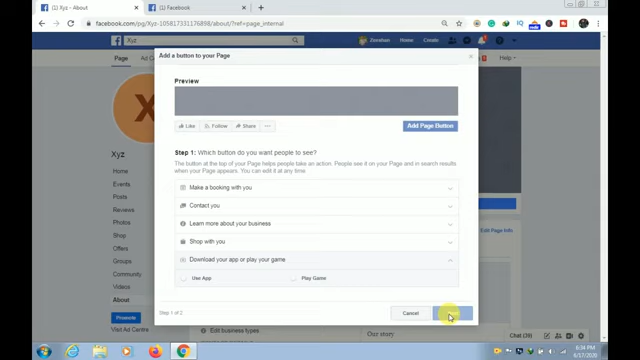 (1) Xyz - About
(1) Facebook
facebook.com/pg/Xyz-105817331176898/about/?ref=page_internal
Xyz
Home
Create
Page
Add a button to your Page
Preview
Like
Follow
Share
Add Page Button
Step 1: Which button do you want people to see?
The button at the top of your Page helps people take an action. People see it on your Page and in search results
when your Page appears. You can edit it at any time.
Make a booking with you
Contact you
Learn more about your business
Shop with you
Download your app or play your game
Use App
Play Game
Step 1 of 2
Cancel
X
Xyz
Home
Events
Posts
Reviews
Photos
Shop
Offers
Groups
Community
Videos
About
Promote
Visit Ad Centre
Edit Page Info
Edit business types
Our story
Chat (39)
6:34 PM